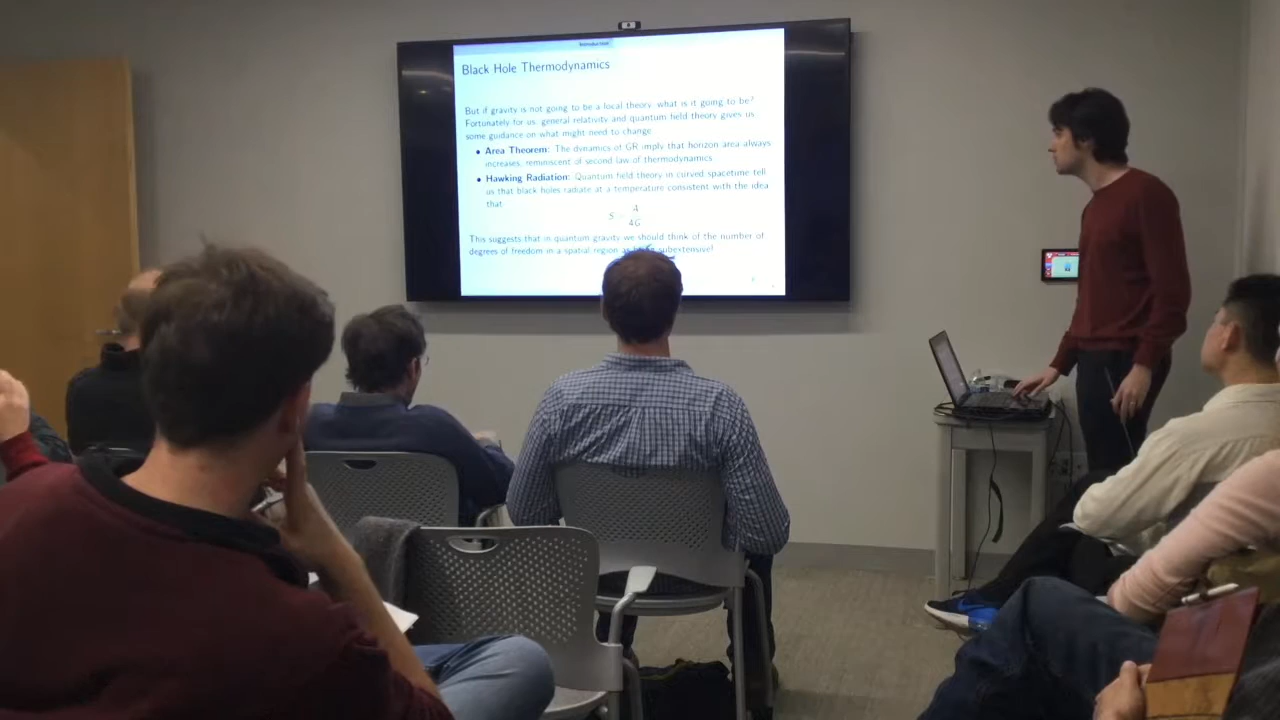 Introduction
Black Hole Thermodynamics
But if gravity is not going to be a local theory, what is it going to be?
Fortunately for us, general relativity and quantum field theory gives us
some guidance on what might need to change
• Area Theorem: The dynamics of GR imply that horizon area always
increases, reminiscent of second law of thermodynamics
• Hawking Radiation: Quantum field theory in curved spacetime tell
us that black holes radiate at a temperature consistent with the idea
that
S = A
4G
This suggests that in quantum gravity we should think of the number of
degrees of freedom in a spatial region as being subextensive!